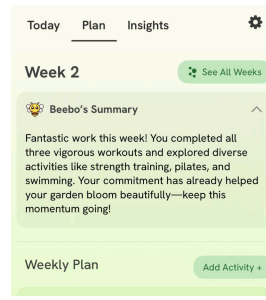 Today Plan Insights
Week 2
See All Weeks
Beebo's Summary
Fantastic work this week! You completed all
three vigorous workouts and explored diverse
activities like strength training, pilates, and
swimming. Your commitment has already helped
your garden bloom beautifully—keep this
momentum going!
Weekly Plan
Add Activity +